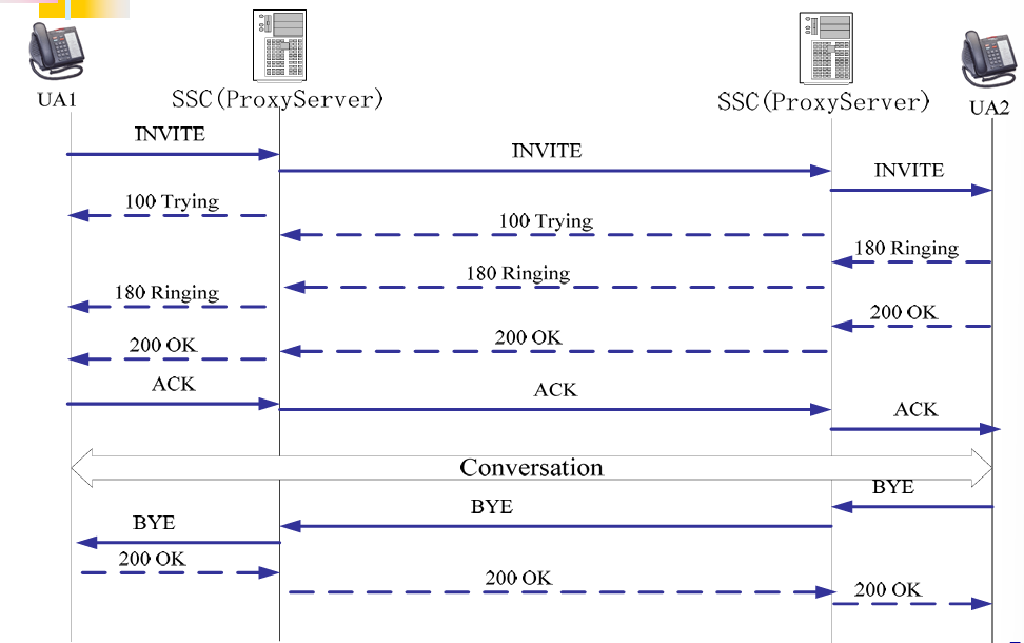 UA1
SSC(ProxyServer)
SSC(ProxyServer)
UA2
INVITE
INVITE
INVITE
100 Trying
100 Trying
180 Ringing
180 Ringing
180 Ringing
200 OK
200 OK
200 OK
ACK
ACK
ACK
Conversation
BYE
BYE
BYE
200 OK
200 OK
200 OK